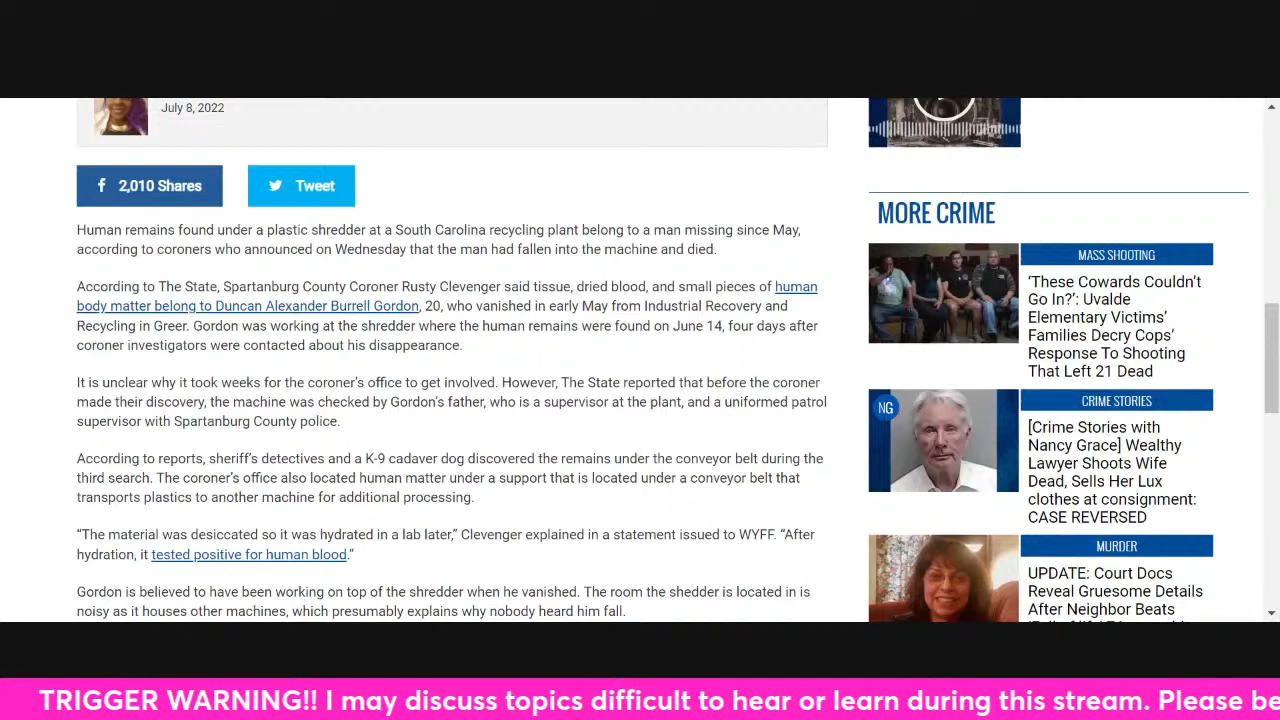 July 8, 2022
2,010 Shares
Tweet
Human remains found under a plastic shredder at a South Carolina recycling plant belong to a man missing since May,
according to coroners who announced on Wednesday that the man had fallen into the machine and died.
According to The State, Spartanburg County Coroner Rusty Clevenger said tissue, dried blood, and small pieces of human
body matter belong to Duncan Alexander Burrell Gordon, 20, who vanished in early May from Industrial Recovery and
Recycling in Greer. Gordon was working at the shredder where the human remains were found on June 14, four days after
coroner investigators were contacted about his disappearance.
It is unclear why it took weeks for the coroner’s office to get involved. However, The State reported that before the coroner
made their discovery, the machine was checked by Gordon’s father, who is a supervisor at the plant, and a uniformed patrol
supervisor with Spartanburg County police.
According to reports, sheriff’s detectives and a K-9 cadaver dog discovered the remains under the conveyor belt during the
third search. The coroner’s office also located human matter under a support that is located under a conveyor belt that
transports plastics to another machine for additional processing.
“The material was desiccated so it was hydrated in a lab later,” Clevenger explained in a statement issued to WYFF. “After
hydration, it tested positive for human blood.”
Gordon is believed to have been working on top of the shredder when he vanished. The room the shedder is located in is
noisy as it houses other machines, which presumably explains why nobody heard him fall.
MORE CRIME
MASS SHOOTING
‘These Cowards Couldn’t
Go In?’: Uvalde
Elementary Victims’
Families Decry Cops’
Response To Shooting
That Left 21 Dead
NG
CRIME STORIES
[Crime Stories with
Nancy Grace] Wealthy
Lawyer Shoots Wife
Dead, Sells Her Lux
clothes at consignment:
CASE REVERSED
MURDER
UPDATE: Court Docs
Reveal Gruesome Details
After Neighbor Beats
TRIGGER WARNING!! I may discuss topics difficult to hear or learn during this stream. Please be